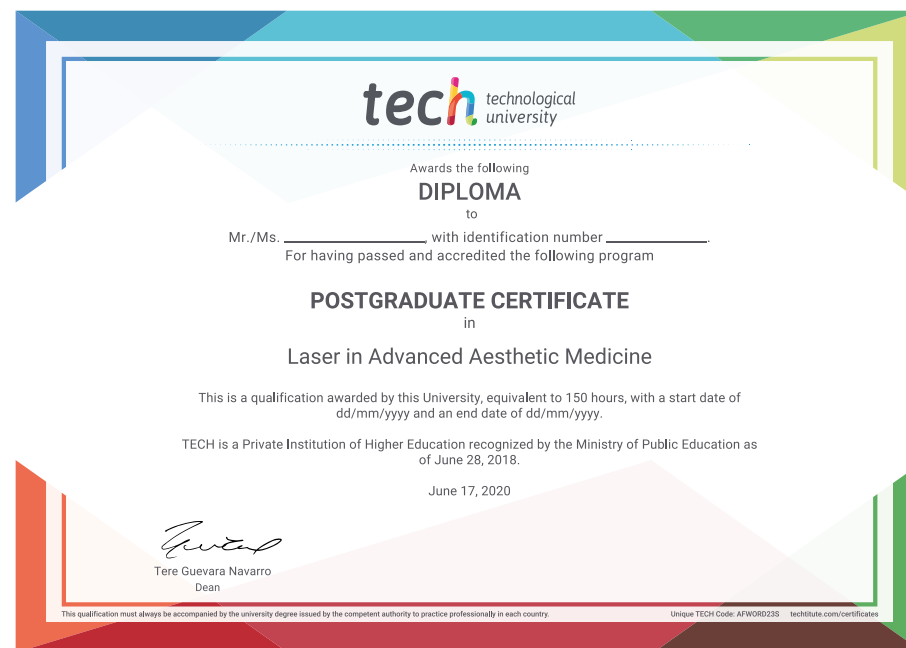 tech technological
university
Awards the following
DIPLOMA
to
Mr./Ms. ____________, with identification number ____________.
For having passed and accredited the following program
POSTGRADUATE CERTIFICATE
in
Laser in Advanced Aesthetic Medicine
This is a qualification awarded by this University, equivalent to 150 hours, with a start date of
dd/mm/yyyy and an end date of dd/mm/yyyy.
TECH is a Private Institution of Higher Education recognized by the Ministry of Public Education as
of June 28, 2018.
June 17, 2020
Tere Guevara Navarro
Dean
This qualification must always be accompanied by the university degree issued by the competent authority to practice professionally in each country.
Unique TECH Code: AFWORD23S techtitute.com/certificates